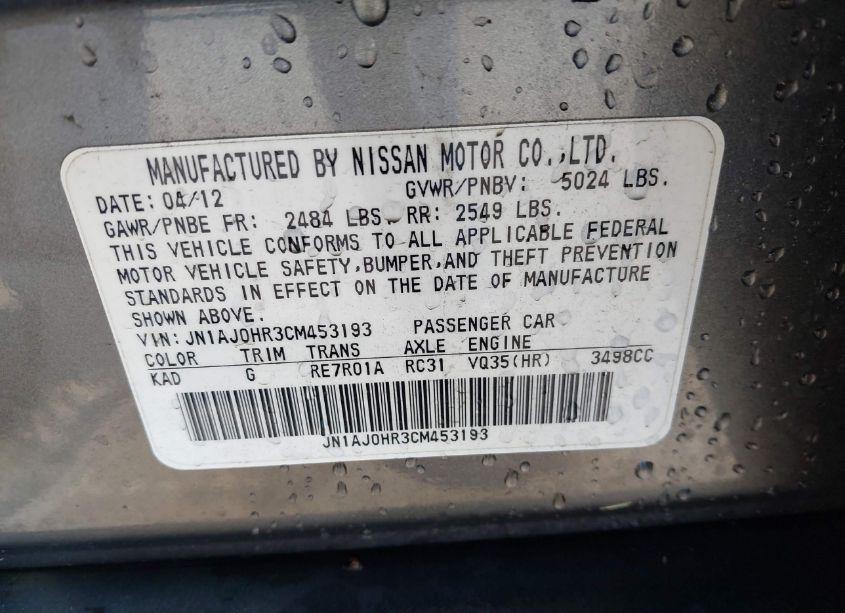 MANUFACTURED BY NISSAN MOTOR CO.,LTD.
DATE: 04/12 GVWR/PNBV: 5024 LBS.
GAWR/PNBE FR: 2484 LBS. RR: 2549 LBS.
THIS VEHICLE CONFORMS TO ALL APPLICABLE FEDERAL
MOTOR VEHICLE SAFETY,BUMPER,AND THEFT PREVENTION
STANDARDS IN EFFECT ON THE DATE OF MANUFACTURE
SHOWN ABOVE.
VIN: JN1AJ0HR3CM453193 PASSENGER CAR
COLOR TRIM TRANS AXLE ENGINE
KAD G RE7R01A RC31 VQ35(HR) 3498CC
JN1AJ0HR3CM453193